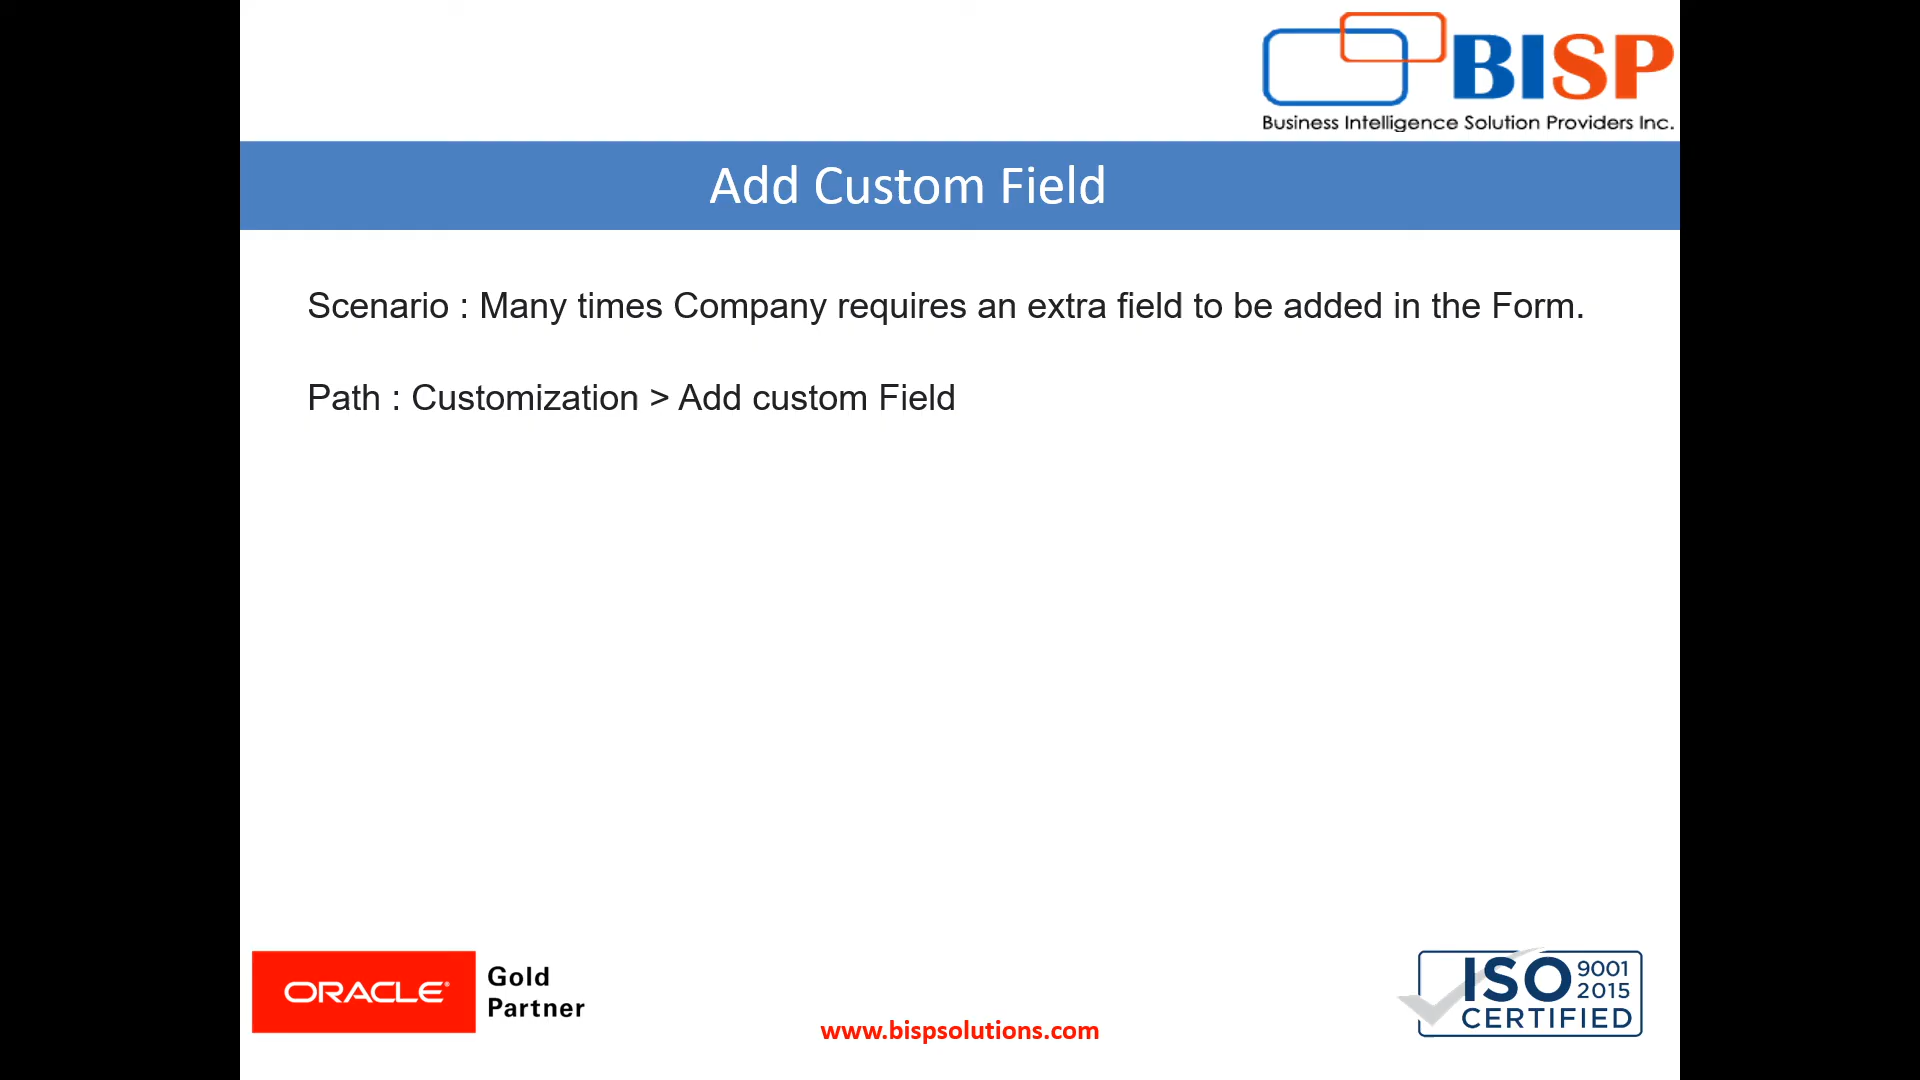 BISP
Business Intelligence Solution Providers Inc.
Add Custom Field
Scenario : Many times Company requires an extra field to be added in the Form.
Path : Customization > Add custom Field
ORACLE®
Gold
Partner
www.bispsolutions.com
ISO 9001
2015
CERTIFIED